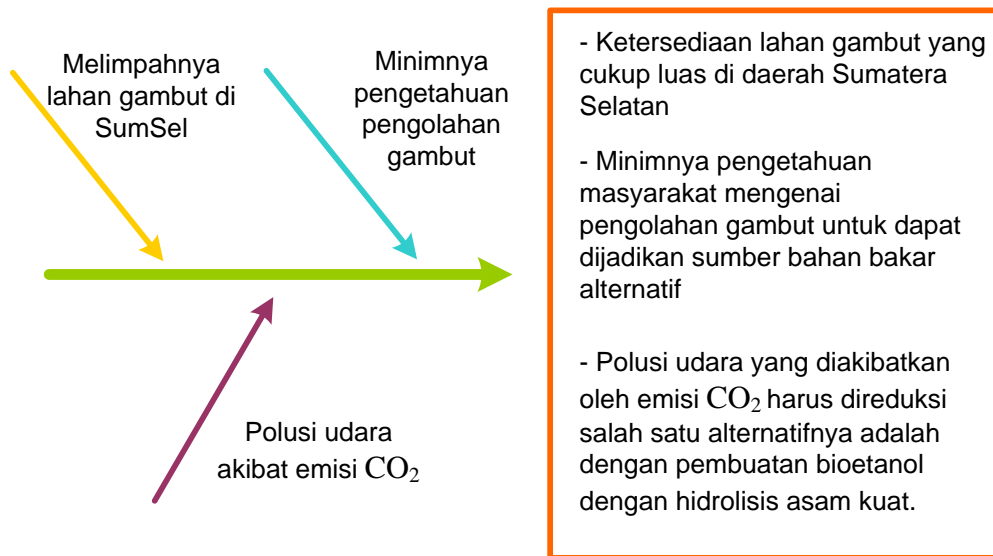 Melimpahnya
lahan gambut di
SumSel
Minimnya
pengetahuan
pengolahan
gambut
Polusi udara
akibat emisi CO₂
- Ketersediaan lahan gambut yang
cukup luas di daerah Sumatera
Selatan
- Minimnya pengetahuan
masyarakat mengenai
pengolahan gambut untuk dapat
dijadikan sumber bahan bakar
alternatif
- Polusi udara yang diakibatkan
oleh emisi CO₂ harus direduksi
salah satu alternatifnya adalah
dengan pembuatan bioetanol
dengan hidrolisis asam kuat.